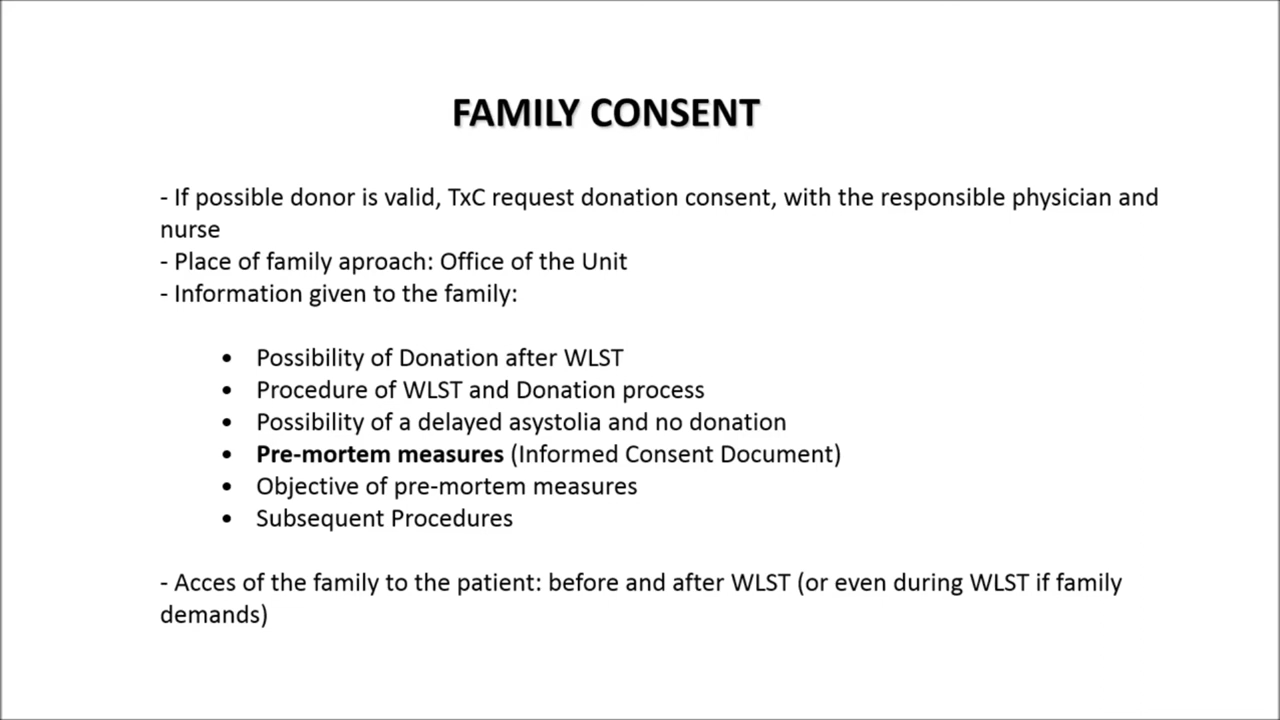 FAMILY CONSENT
- If possible donor is valid, TxC request donation consent, with the responsible physician and
nurse
- Place of family aproach: Office of the Unit
- Information given to the family:
• Possibility of Donation after WLST
• Procedure of WLST and Donation process
• Possibility of a delayed asystolia and no donation
• Pre-mortem measures (Informed Consent Document)
• Objective of pre-mortem measures
• Subsequent Procedures
- Acces of the family to the patient: before and after WLST (or even during WLST if family
demands)